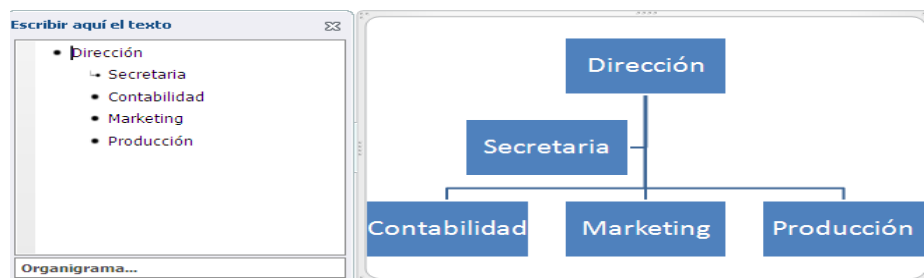 Escribir aquí el texto
Dirección
Secretaria
Contabilidad
Marketing
Producción
Organigrama...
Dirección
Secretaria
Contabilidad
Marketing
Producción